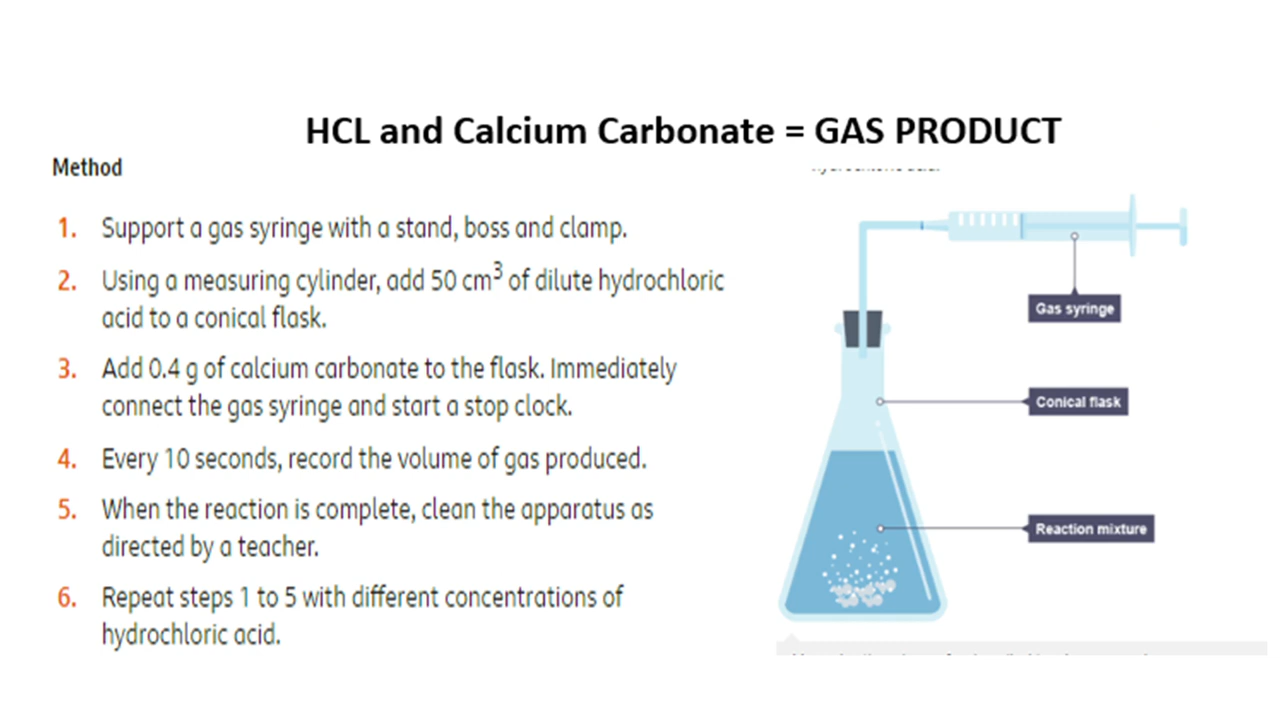 HCL and Calcium Carbonate = GAS PRODUCT
Method
1. Support a gas syringe with a stand, boss and clamp.
2. Using a measuring cylinder, add 50 cm³ of dilute hydrochloric
acid to a conical flask.
3. Add 0.4 g of calcium carbonate to the flask. Immediately
connect the gas syringe and start a stop clock.
4. Every 10 seconds, record the volume of gas produced.
5. When the reaction is complete, clean the apparatus as
directed by a teacher.
6. Repeat steps 1 to 5 with different concentrations of
hydrochloric acid.
Gas syringe
Conical flask
Reaction mixture